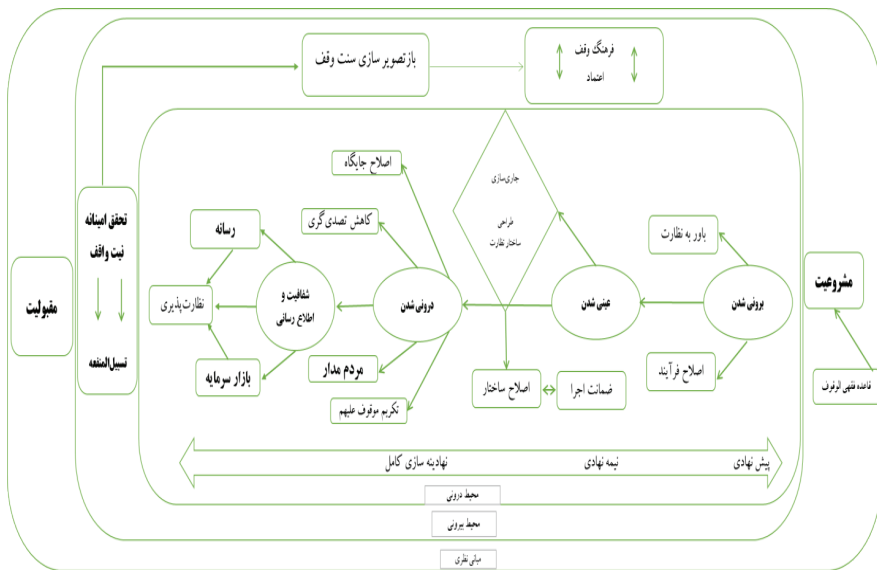 بازتصویر سازی سنت وقف
فرهنگ وقف
اعتماد
مشروعیت
قاعده فقهی الوقوف
باور به نظارت
برونی شدن
اصلاح فرآیند
جاری‌سازی
طراحی
ساختار نظارت
عینی شدن
ضمانت اجرا
اصلاح ساختار
اصلاح جایگاه
کاهش تصدی گری
درونی شدن
مردم مدار
تکریم موقوف علیهم
رسانه
شفافیت و
اطلاع رسانی
نظارت‌پذیری
بازار سرمایه
تحقق امینانه
نیت واقف
تسبیل‌المنفعه
مقبولیت
پیش نهادی
نیمه نهادی
نهادینه سازی کامل
محیط درونی
محیط بیرونی
مبانی نظری